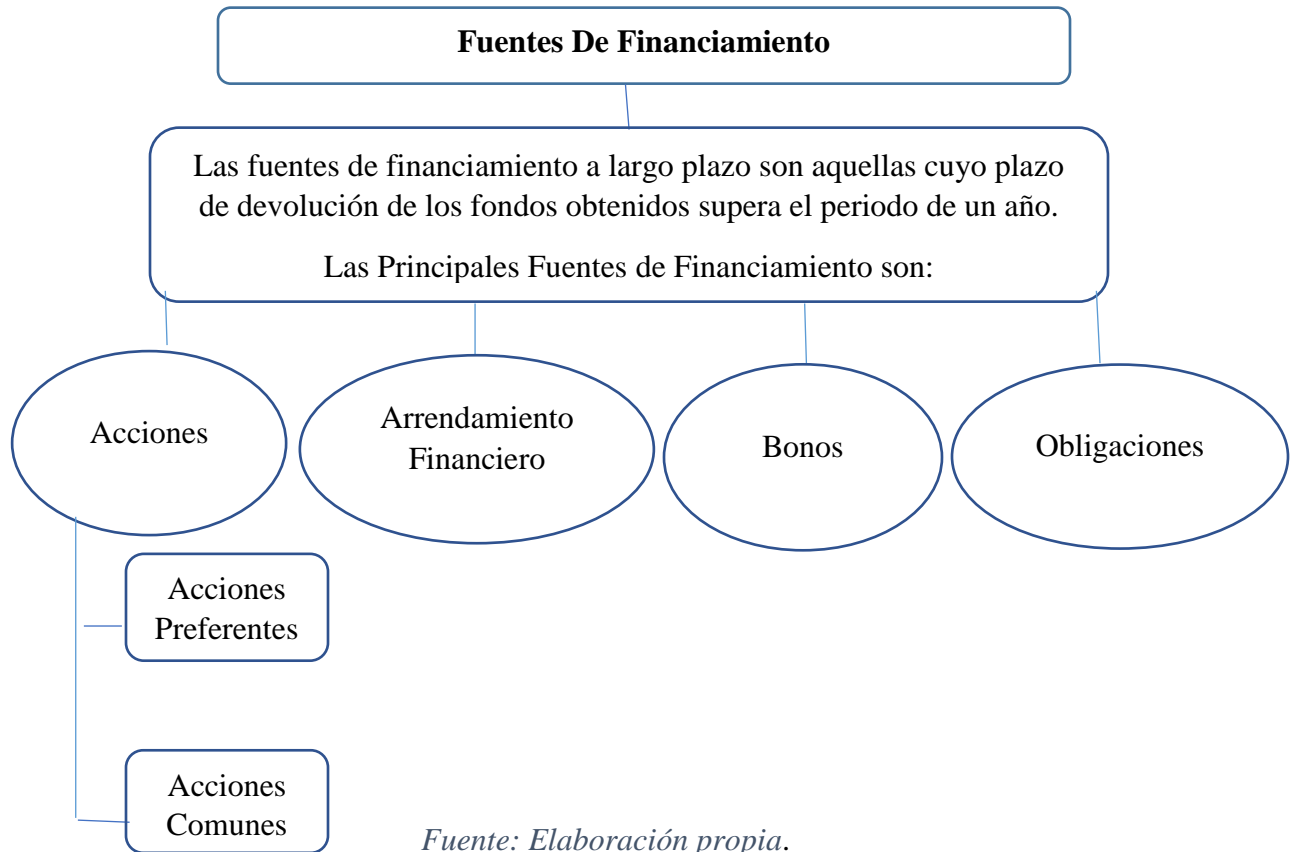 Fuentes De Financiamiento
Las fuentes de financiamiento a largo plazo son aquellas cuyo plazo
de devolución de los fondos obtenidos supera el periodo de un año.
Las Principales Fuentes de Financiamiento son:
Acciones
Arrendamiento
Financiero
Bonos
Obligaciones
Acciones
Preferentes
Acciones
Comunes
Fuente: Elaboración propia.